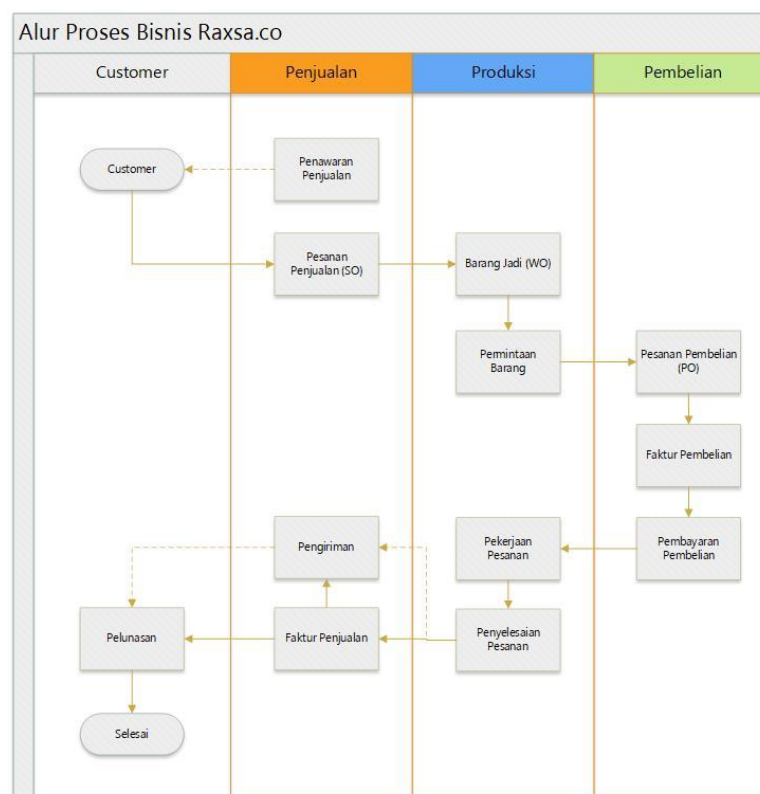 Alur Proses Bisnis Raxsa.co
Customer
Penjualan
Produksi
Pembelian
Customer
Penawaran
Penjualan
Pesanan
Penjualan (SO)
Barang Jadi (WO)
Permintaan
Barang
Pesanan Pembelian
(PO)
Faktur Pembelian
Pengiriman
Pekerjaan
Pesanan
Pembayaran
Pembelian
Pelunasan
Faktur Penjualan
Penyelesaian
Pesanan
Selesai